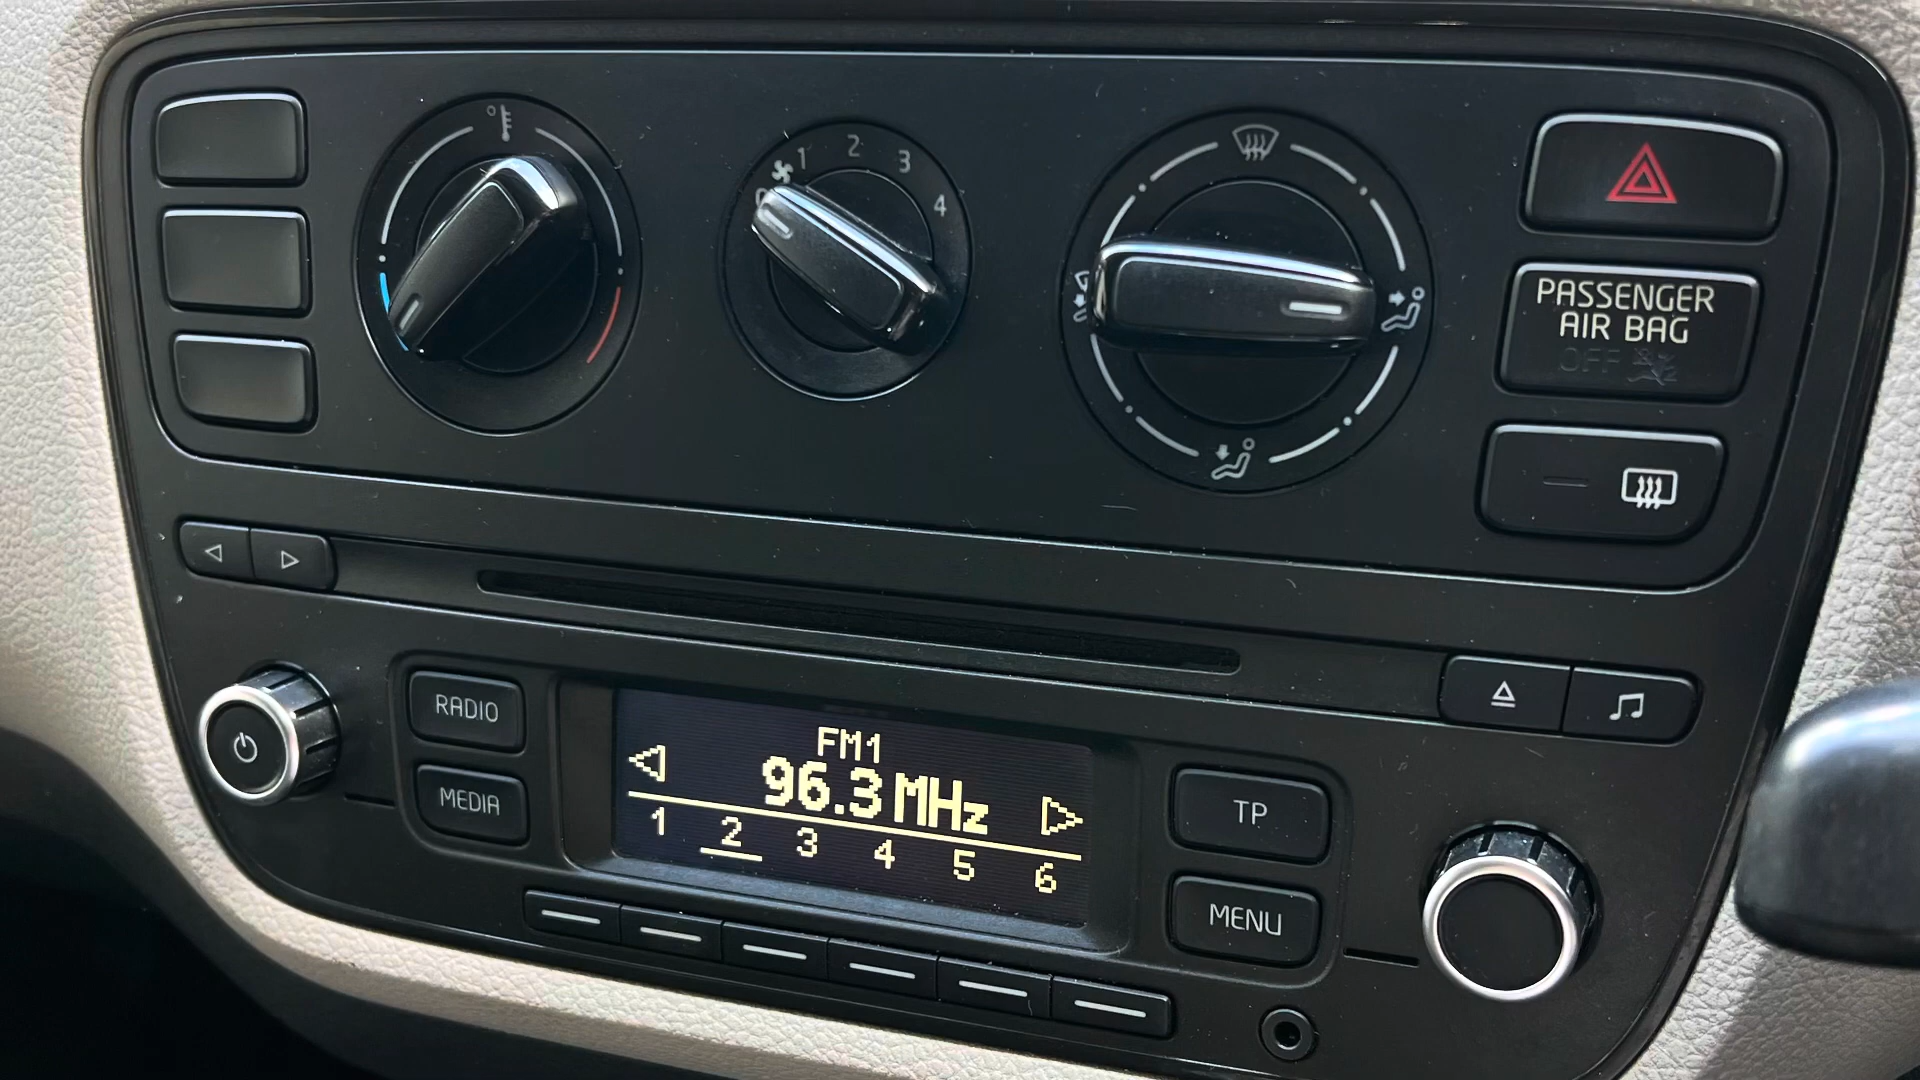 1 2 3 4
0
PASSENGER
AIR BAG
OFF
RADIO
MEDIA
FM1
96.3 MHz
1 2 3 4 5 6
TP
MENU